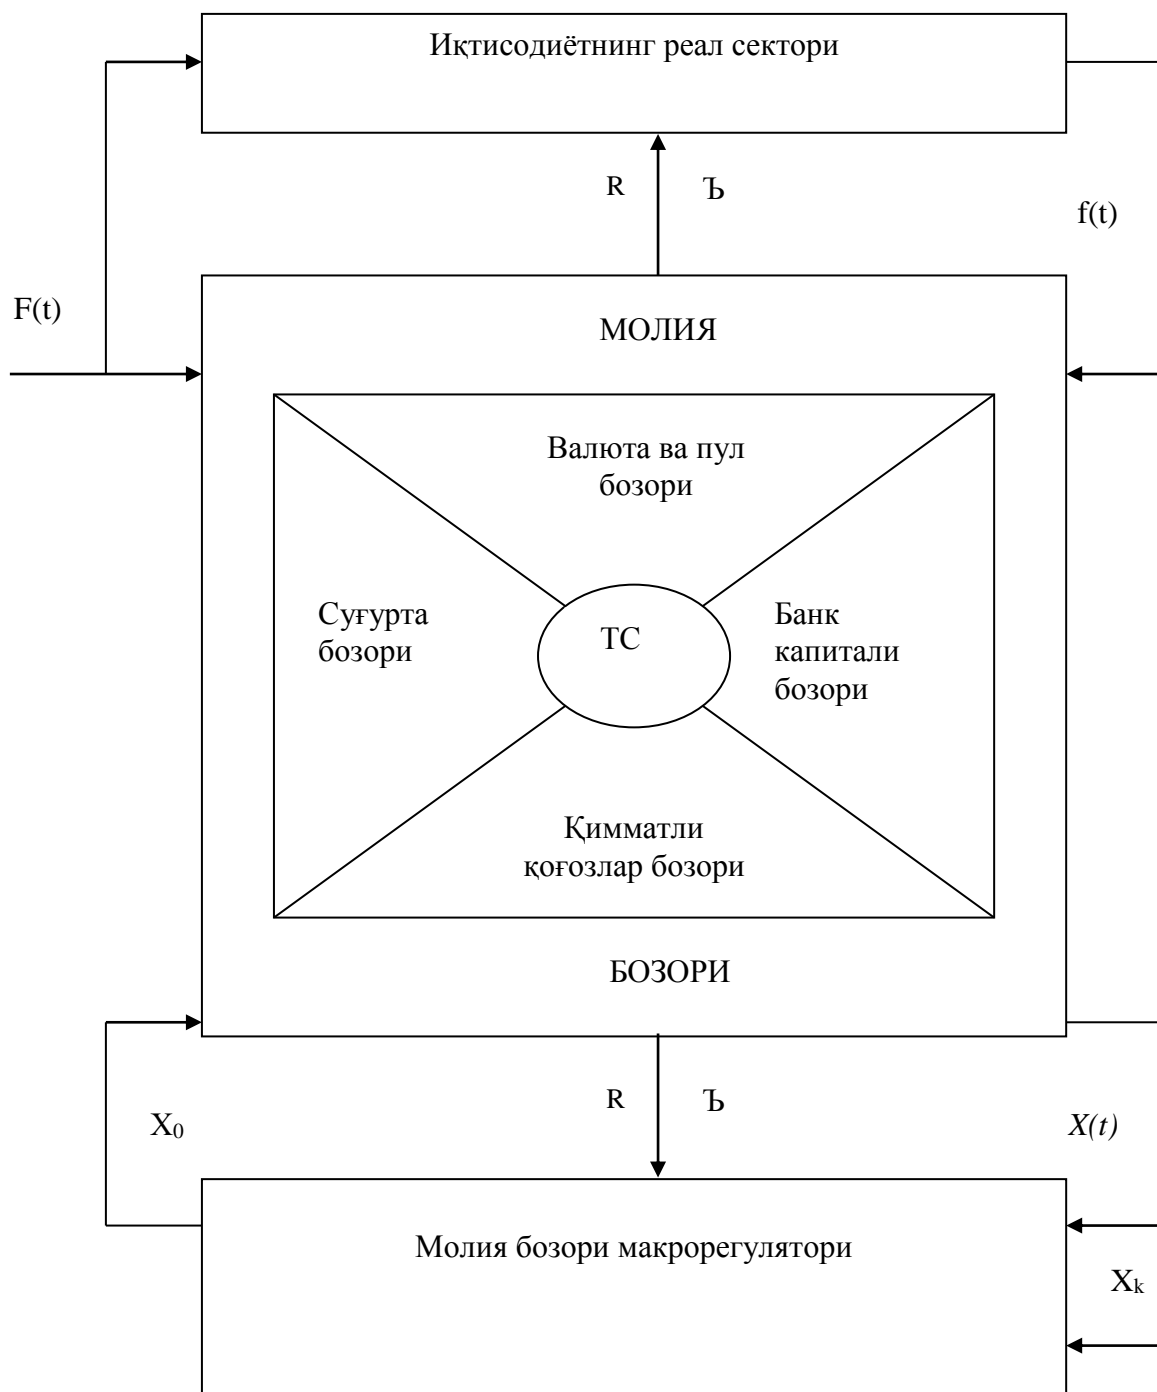 Иқтисодиётнинг реал сектори
R Ъ
f(t)
F(t)
МОЛИЯ
Валюта ва пул
бозори
Суғурта
бозори
ТС
Банк
капитали
бозори
Қимматли
қоғозлар бозори
БОЗОРИ
R Ъ
X₀
X(t)
Молия бозори макрорегулятори
Xₖ